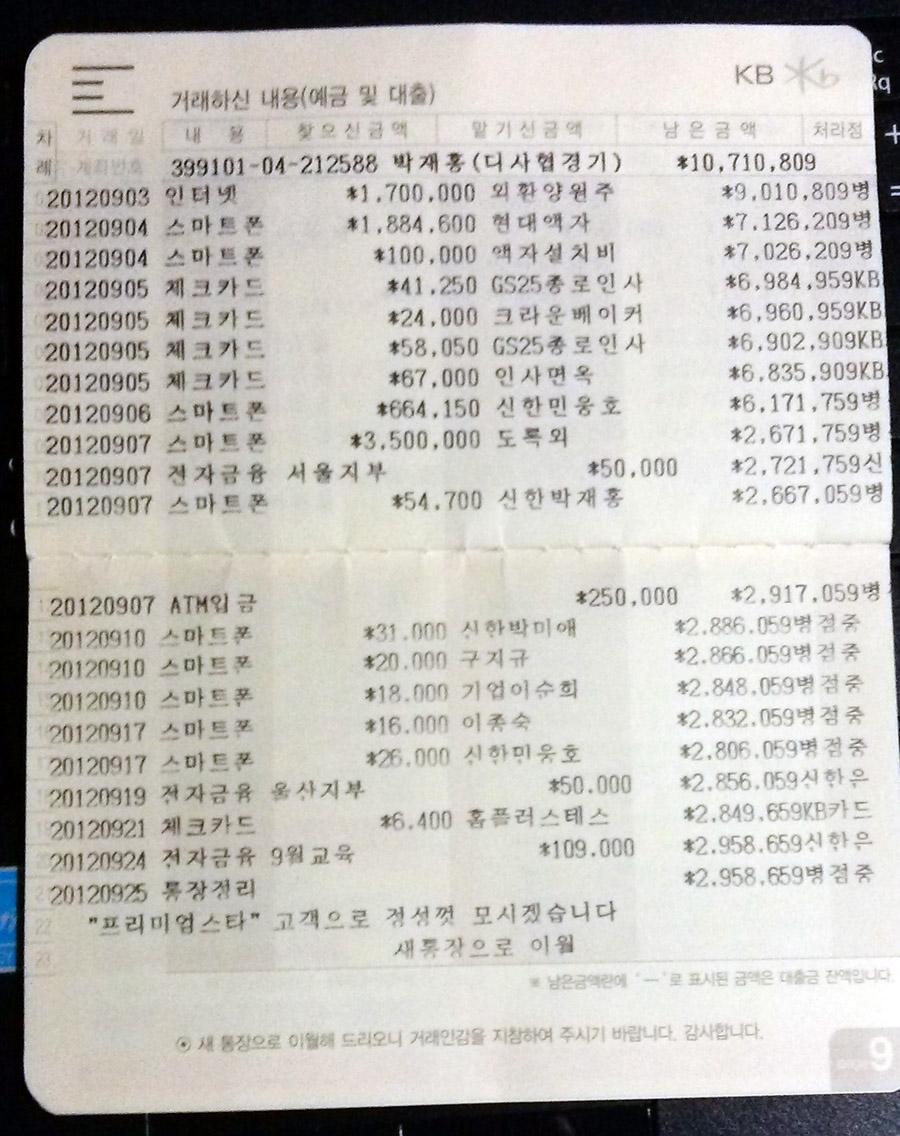 KB
거래하신 내용(예금 및 대출)
차례 거래일 내 용 찾으신금액 맡기신금액 남은금액 처리점
계좌번호 399101-04-212588 박재홍(디사협경기) *10,710,809
20120903 인터넷 *1,700,000 외환양원주 *9,010,809병
20120904 스마트폰 *1,884,600 현대액자 *7,126,209병
20120904 스마트폰 *100,000 액자설치비 *7,026,209병
20120905 체크카드 *41,250 GS25종로인사 *6,984,959KB
20120905 체크카드 *24,000 크라운베이커 *6,960,959KB
20120905 체크카드 *58,050 GS25종로인사 *6,902,909KB
20120905 체크카드 *67,000 인사면옥 *6,835,909KB
20120906 스마트폰 *664,150 신한민웅호 *6,171,759병
20120907 스마트폰 *3,500,000 도록외 *2,671,759병
20120907 전자금융 서울지부 *50,000 *2,721,759신
20120907 스마트폰 *54,700 신한박재홍 *2,667,059병
20120907 ATM입금 *250,000 *2,917,059병
20120910 스마트폰 *31.000 신한박미애 *2.886.059병점중
20120910 스마트폰 *20.000 구지규 *2.866.059병점중
20120910 스마트폰 *18.000 기업이순희 *2.848.059병점중
20120917 스마트폰 *16.000 이종숙 *2.832.059병점중
20120917 스마트폰 *26.000 신한민웅호 *2.806.059병점중
20120919 전자금융 울산지부 *50.000 *2.856.059신한은
20120921 체크카드 *6.400 홈플러스테스 *2.849.659KB카드
20120924 전자금융 9월교육 *109.000 *2.958.659신한은
20120925 통장정리 *2.958.659병점중
22 "프리미엄스타" 고객으로 정성껏 모시겠습니다
23 새통장으로 이월
※ 남은금액란에 '—'로 표시된 금액은 대출금 잔액입니다.
⊙ 새 통장으로 이월해 드리오니 거래인감을 지참하여 주시기 바랍니다. 감사합니다.
9